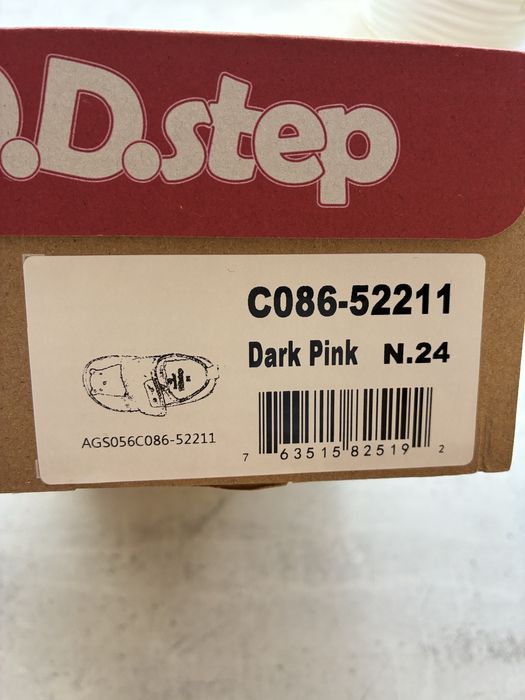 D.D.step
C086-52211
Dark Pink N.24
AGS056C086-52211
7 63515 82519 2